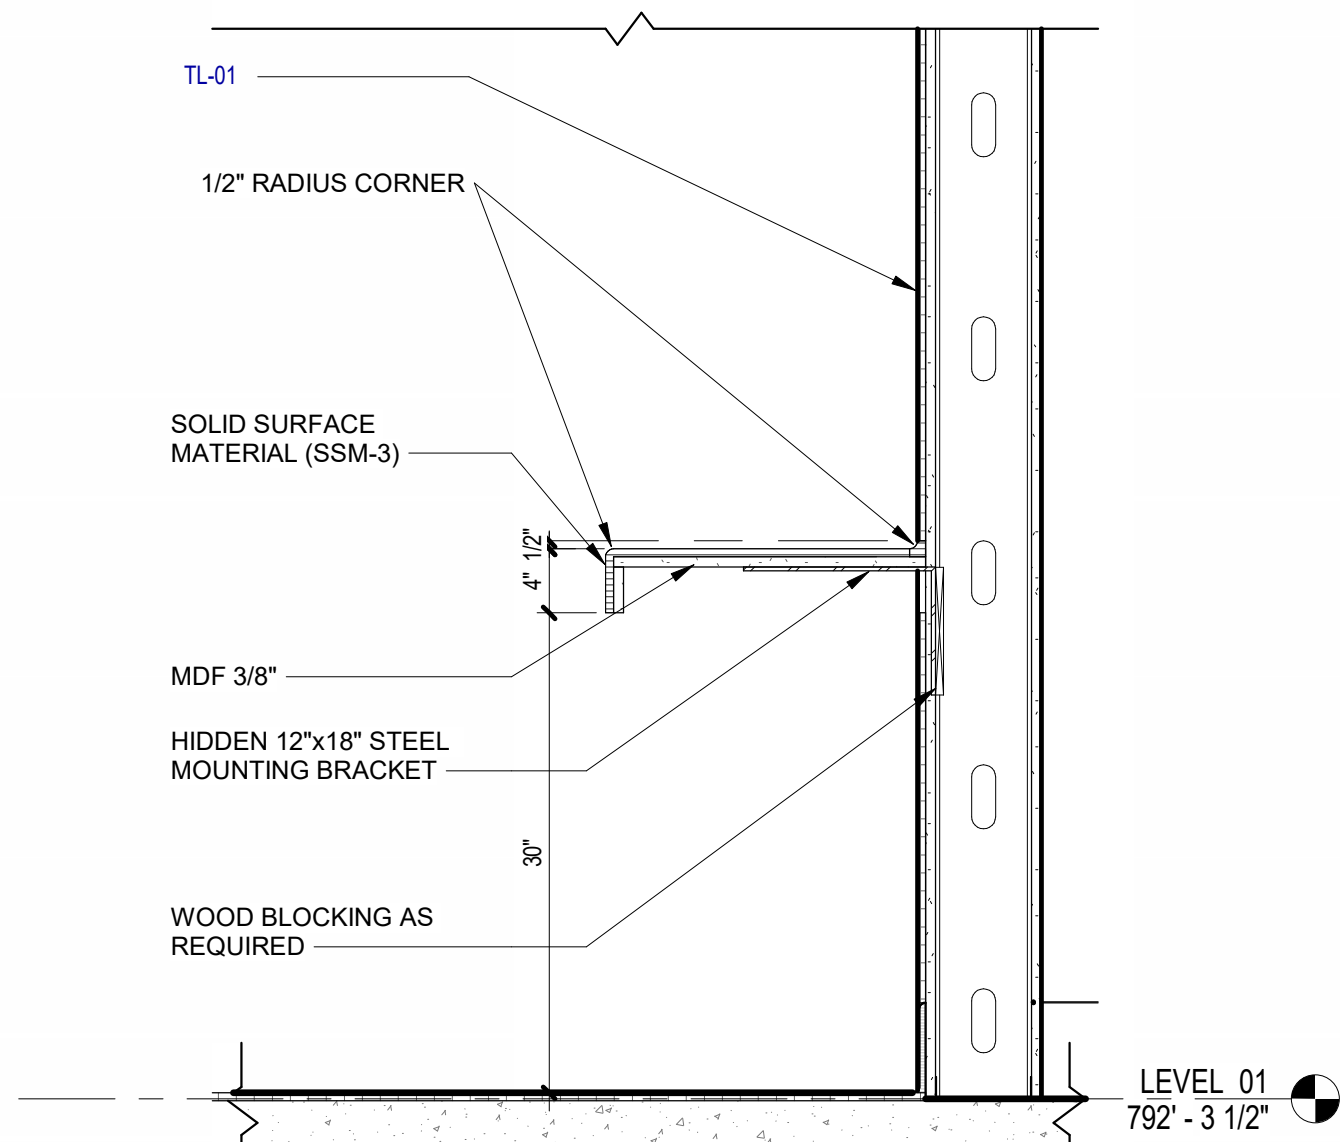 TL-01
1/2" RADIUS CORNER
SOLID SURFACE
MATERIAL (SSM-3)
1/2"
4"
MDF 3/8"
HIDDEN 12"x18" STEEL
MOUNTING BRACKET
30"
WOOD BLOCKING AS
REQUIRED
LEVEL 01
792' - 3 1/2"